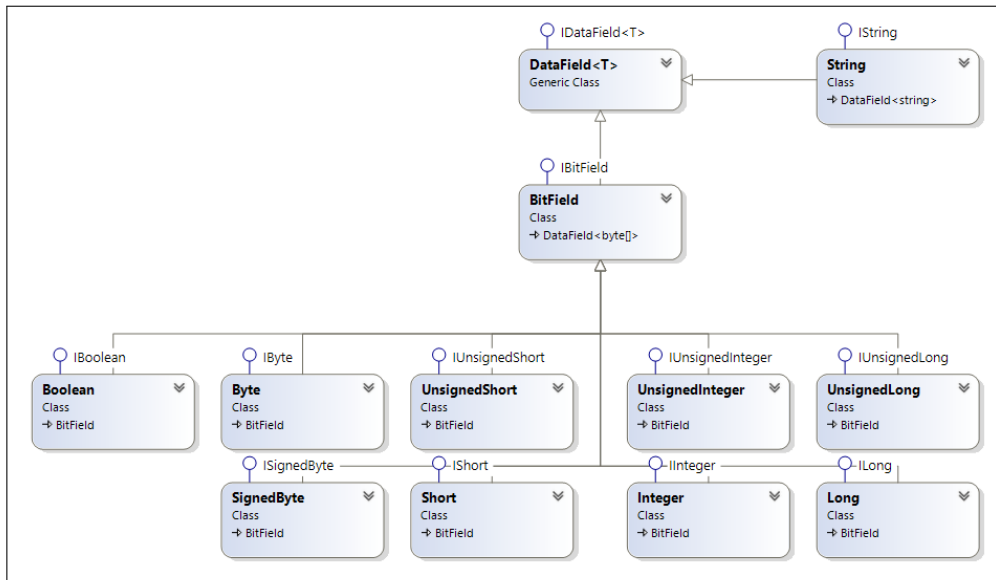 IDataField<T>
DataField<T>
Generic Class
IString
String
Class
DataField<string>
IBitField
BitField
Class
DataField<byte[]>
IBoolean
Boolean
Class
BitField
IByte
Byte
Class
BitField
IUnsignedShort
UnsignedShort
Class
BitField
IUnsignedInteger
UnsignedInteger
Class
BitField
IUnsignedLong
UnsignedLong
Class
BitField
ISignedByte
SignedByte
Class
BitField
IShort
Short
Class
BitField
IInteger
Integer
Class
BitField
ILong
Long
Class
BitField